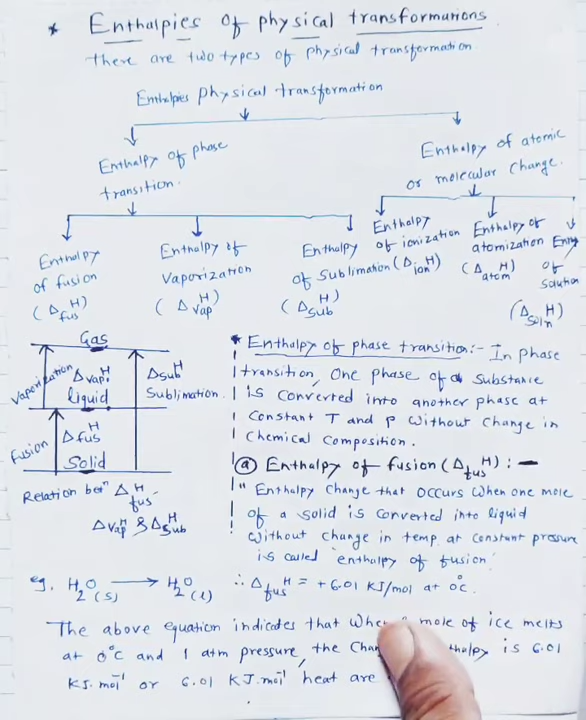 * Enthalpies of physical transformations
there are two types of physical transformation
Enthalpies physical transformation
Enthalpy of phase
transition.
Enthalpy of atomic
or molecular change.
Enthalpy
of fusion
(Δfus H)
Enthalpy of
Vaporization
(Δvap H)
Enthalpy
of Sublimation
(Δsub H)
Enthalpy
of ionization
(Δion H)
Enthalpy of
atomization
(Δatom H)
of
solution
(Δsoln H)
Gas
Vaporization
Δvap H
liquid
Δsub H
Sublimation
Fusion
Δfus H
Solid
Relation betn Δfus H
Δvap H & Δsub H
* Enthalpy of phase transition:- In phase
transition, One phase of a Substance
is converted into another phase at
Constant T and p without change in
Chemical composition.
(a) Enthalpy of fusion (Δfus H) : -
" Enthalpy change that occurs when one mole
of a solid is converted into liquid
without change in temp. at constant pressure
is called 'enthalpy of fusion'
eg. H2O(s) → H2O(l) ∴ Δfus H = +6.01 KJ/mol at 0°c.
The above equation indicates that when mole of ice melts
at 0°c and 1 atm pressure, the is 6.01
KJ.mol⁻¹ or 6.01 KJ.mol⁻¹ heat are